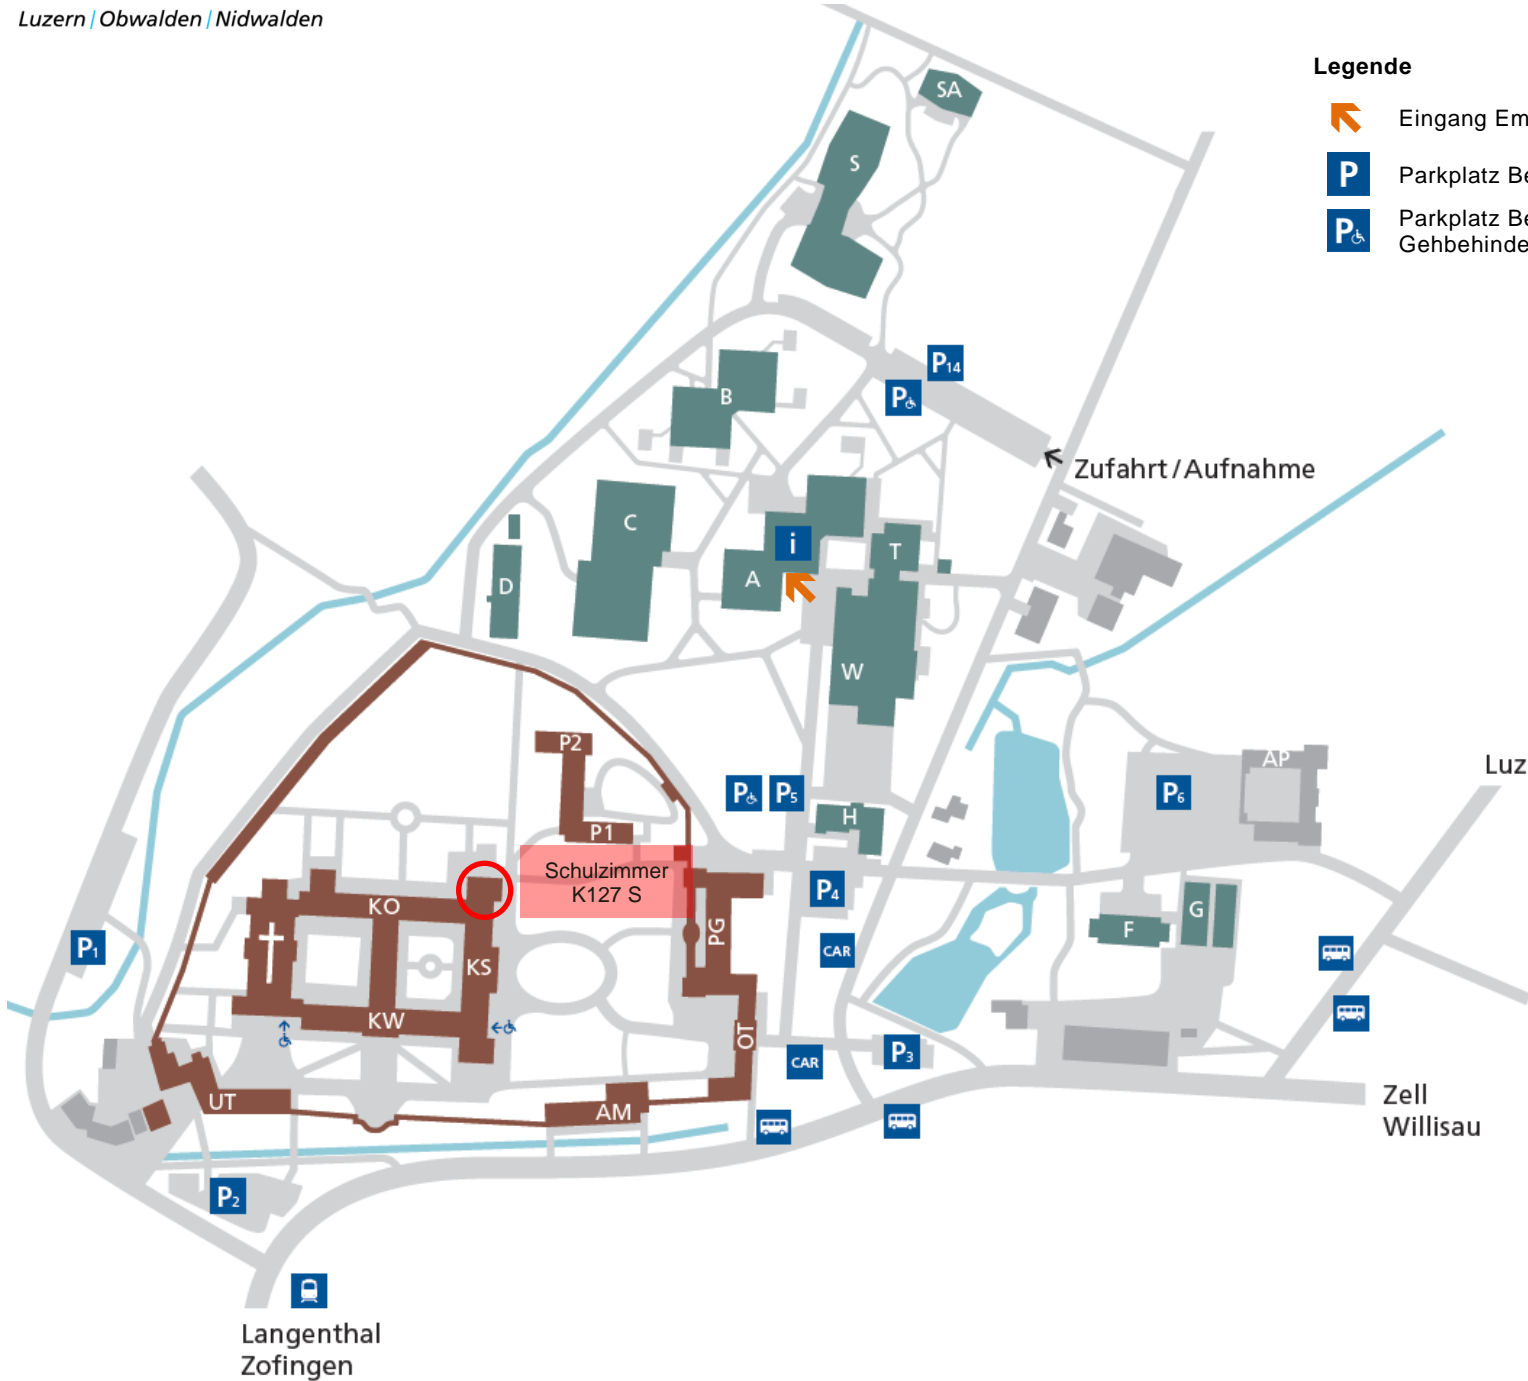 Luzern | Obwalden | Nidwalden
Legende
Eingang Em
P Parkplatz Be
P Parkplatz Be
Gehbehinde
SA
S
P14
P
B
Zufahrt / Aufnahme
C
i
T
D
A
W
P2
P P5
P6
AP
Luz
H
P1
Schulzimmer
K127 S
P4
KO
G
F
PG
P1
CAR
KS
KW
OT
CAR
P3
UT
AM
Zell
Willisau
P2
Langenthal
Zofingen